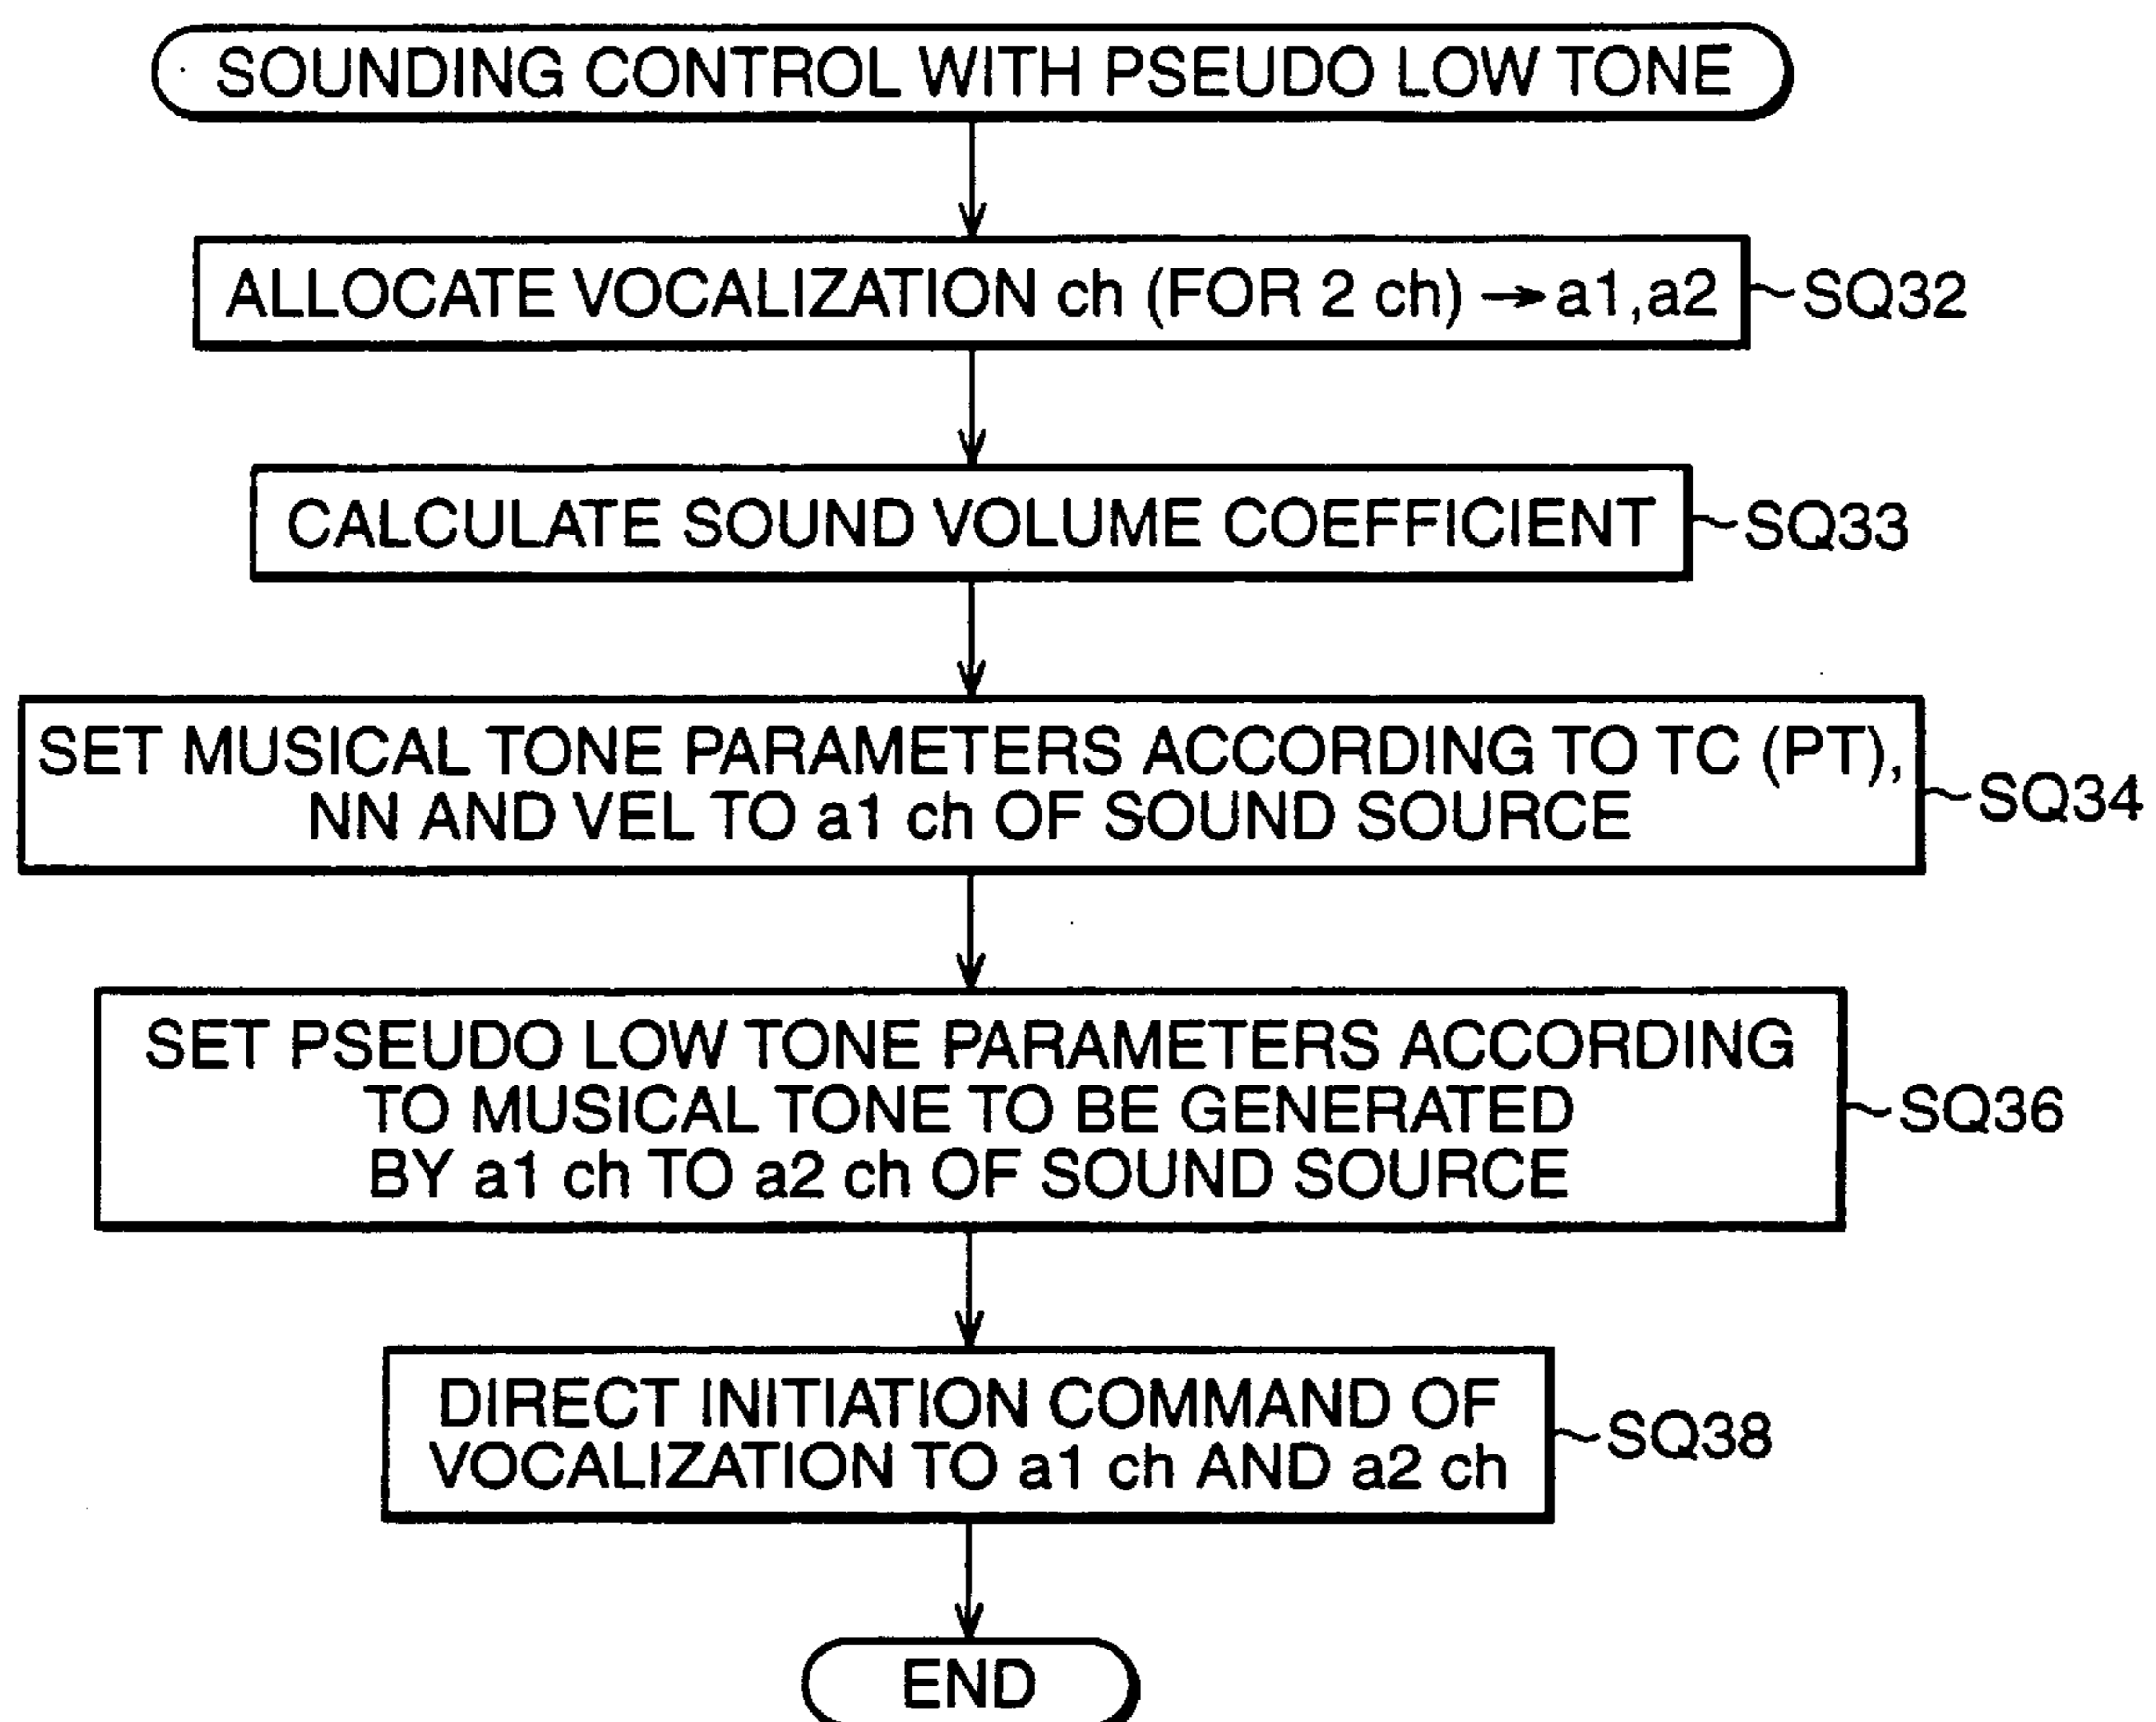 SOUNDING CONTROL WITH PSEUDO LOW TONE
ALLOCATE VOCALIZATION ch (FOR 2 ch) → a1,a2
SQ32
CALCULATE SOUND VOLUME COEFFICIENT
SQ33
SET MUSICAL TONE PARAMETERS ACCORDING TO TC (PT),
NN AND VEL TO a1 ch OF SOUND SOURCE
SQ34
SET PSEUDO LOW TONE PARAMETERS ACCORDING
TO MUSICAL TONE TO BE GENERATED
BY a1 ch TO a2 ch OF SOUND SOURCE
SQ36
DIRECT INITIATION COMMAND OF
VOCALIZATION TO a1 ch AND a2 ch
SQ38
END